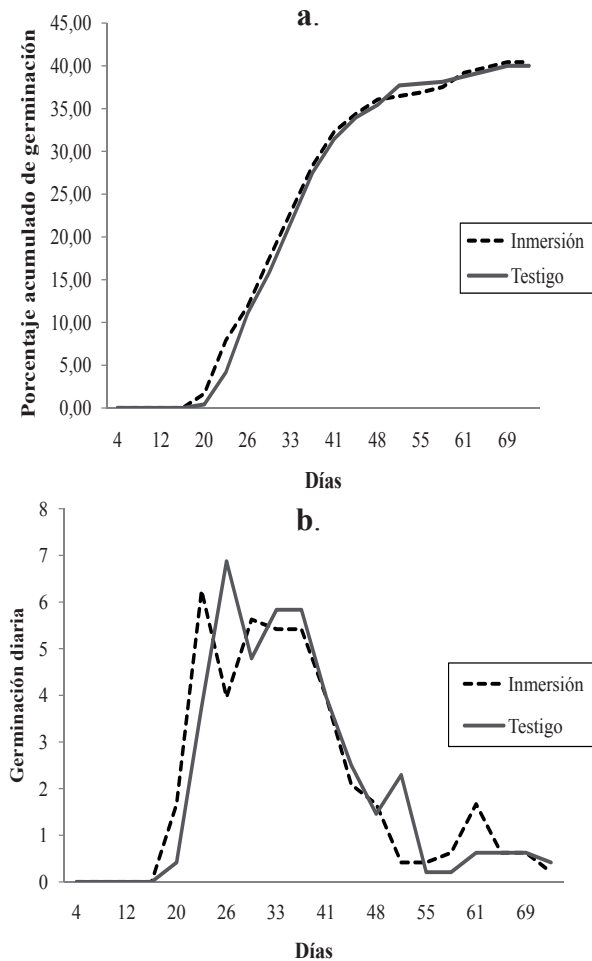 a.
45,00
40,00
35,00
30,00
25,00
20,00
15,00
10,00
5,00
0,00
Porcentaje acumulado de germinación
4 12 20 26 33 41 48 55 61 69
Días
Inmersión
Testigo
b.
8
7
6
5
4
3
2
1
0
Germinación diaria
4 12 20 26 33 41 48 55 61 69
Días
Inmersión
Testigo